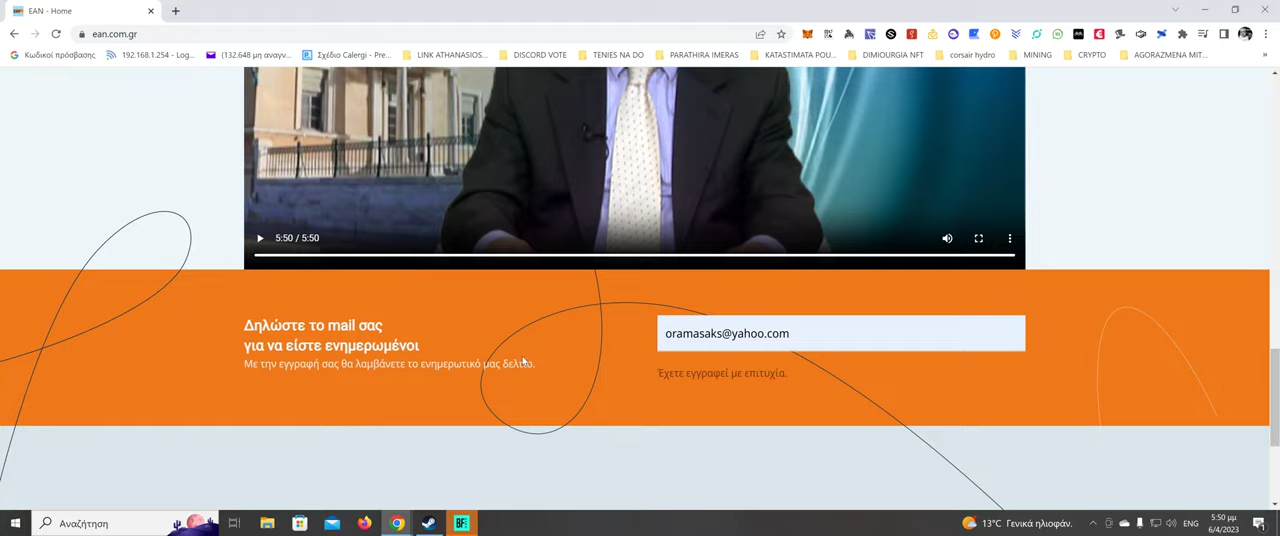 EAN - Home
ean.com.gr
Κωδικοί πρόσβασης
192.168.1.254 - Log...
(132.648 μη αναγν...
Σχέδιο Calergi - Pre...
LINK ATHANASIOS...
DISCORD VOTE
TENIES NA DO
PARATHIRA IMERAS
KATASTIMATA POU...
DIMIOURGIA NFT
corsair hydro
MINING
CRYPTO
AGORAZMENA MIT...
5:50 / 5:50
Δηλώστε το mail σας
για να είστε ενημερωμένοι
Με την εγγραφή σας θα λαμβάνετε το ενημερωτικό μας δελτίο.
oramasaks@yahoo.com
Έχετε εγγραφεί με επιτυχία.
Αναζήτηση
BF
13°C Γενικά ηλιοφάν.
ENG
5:50 μμ
6/4/2023